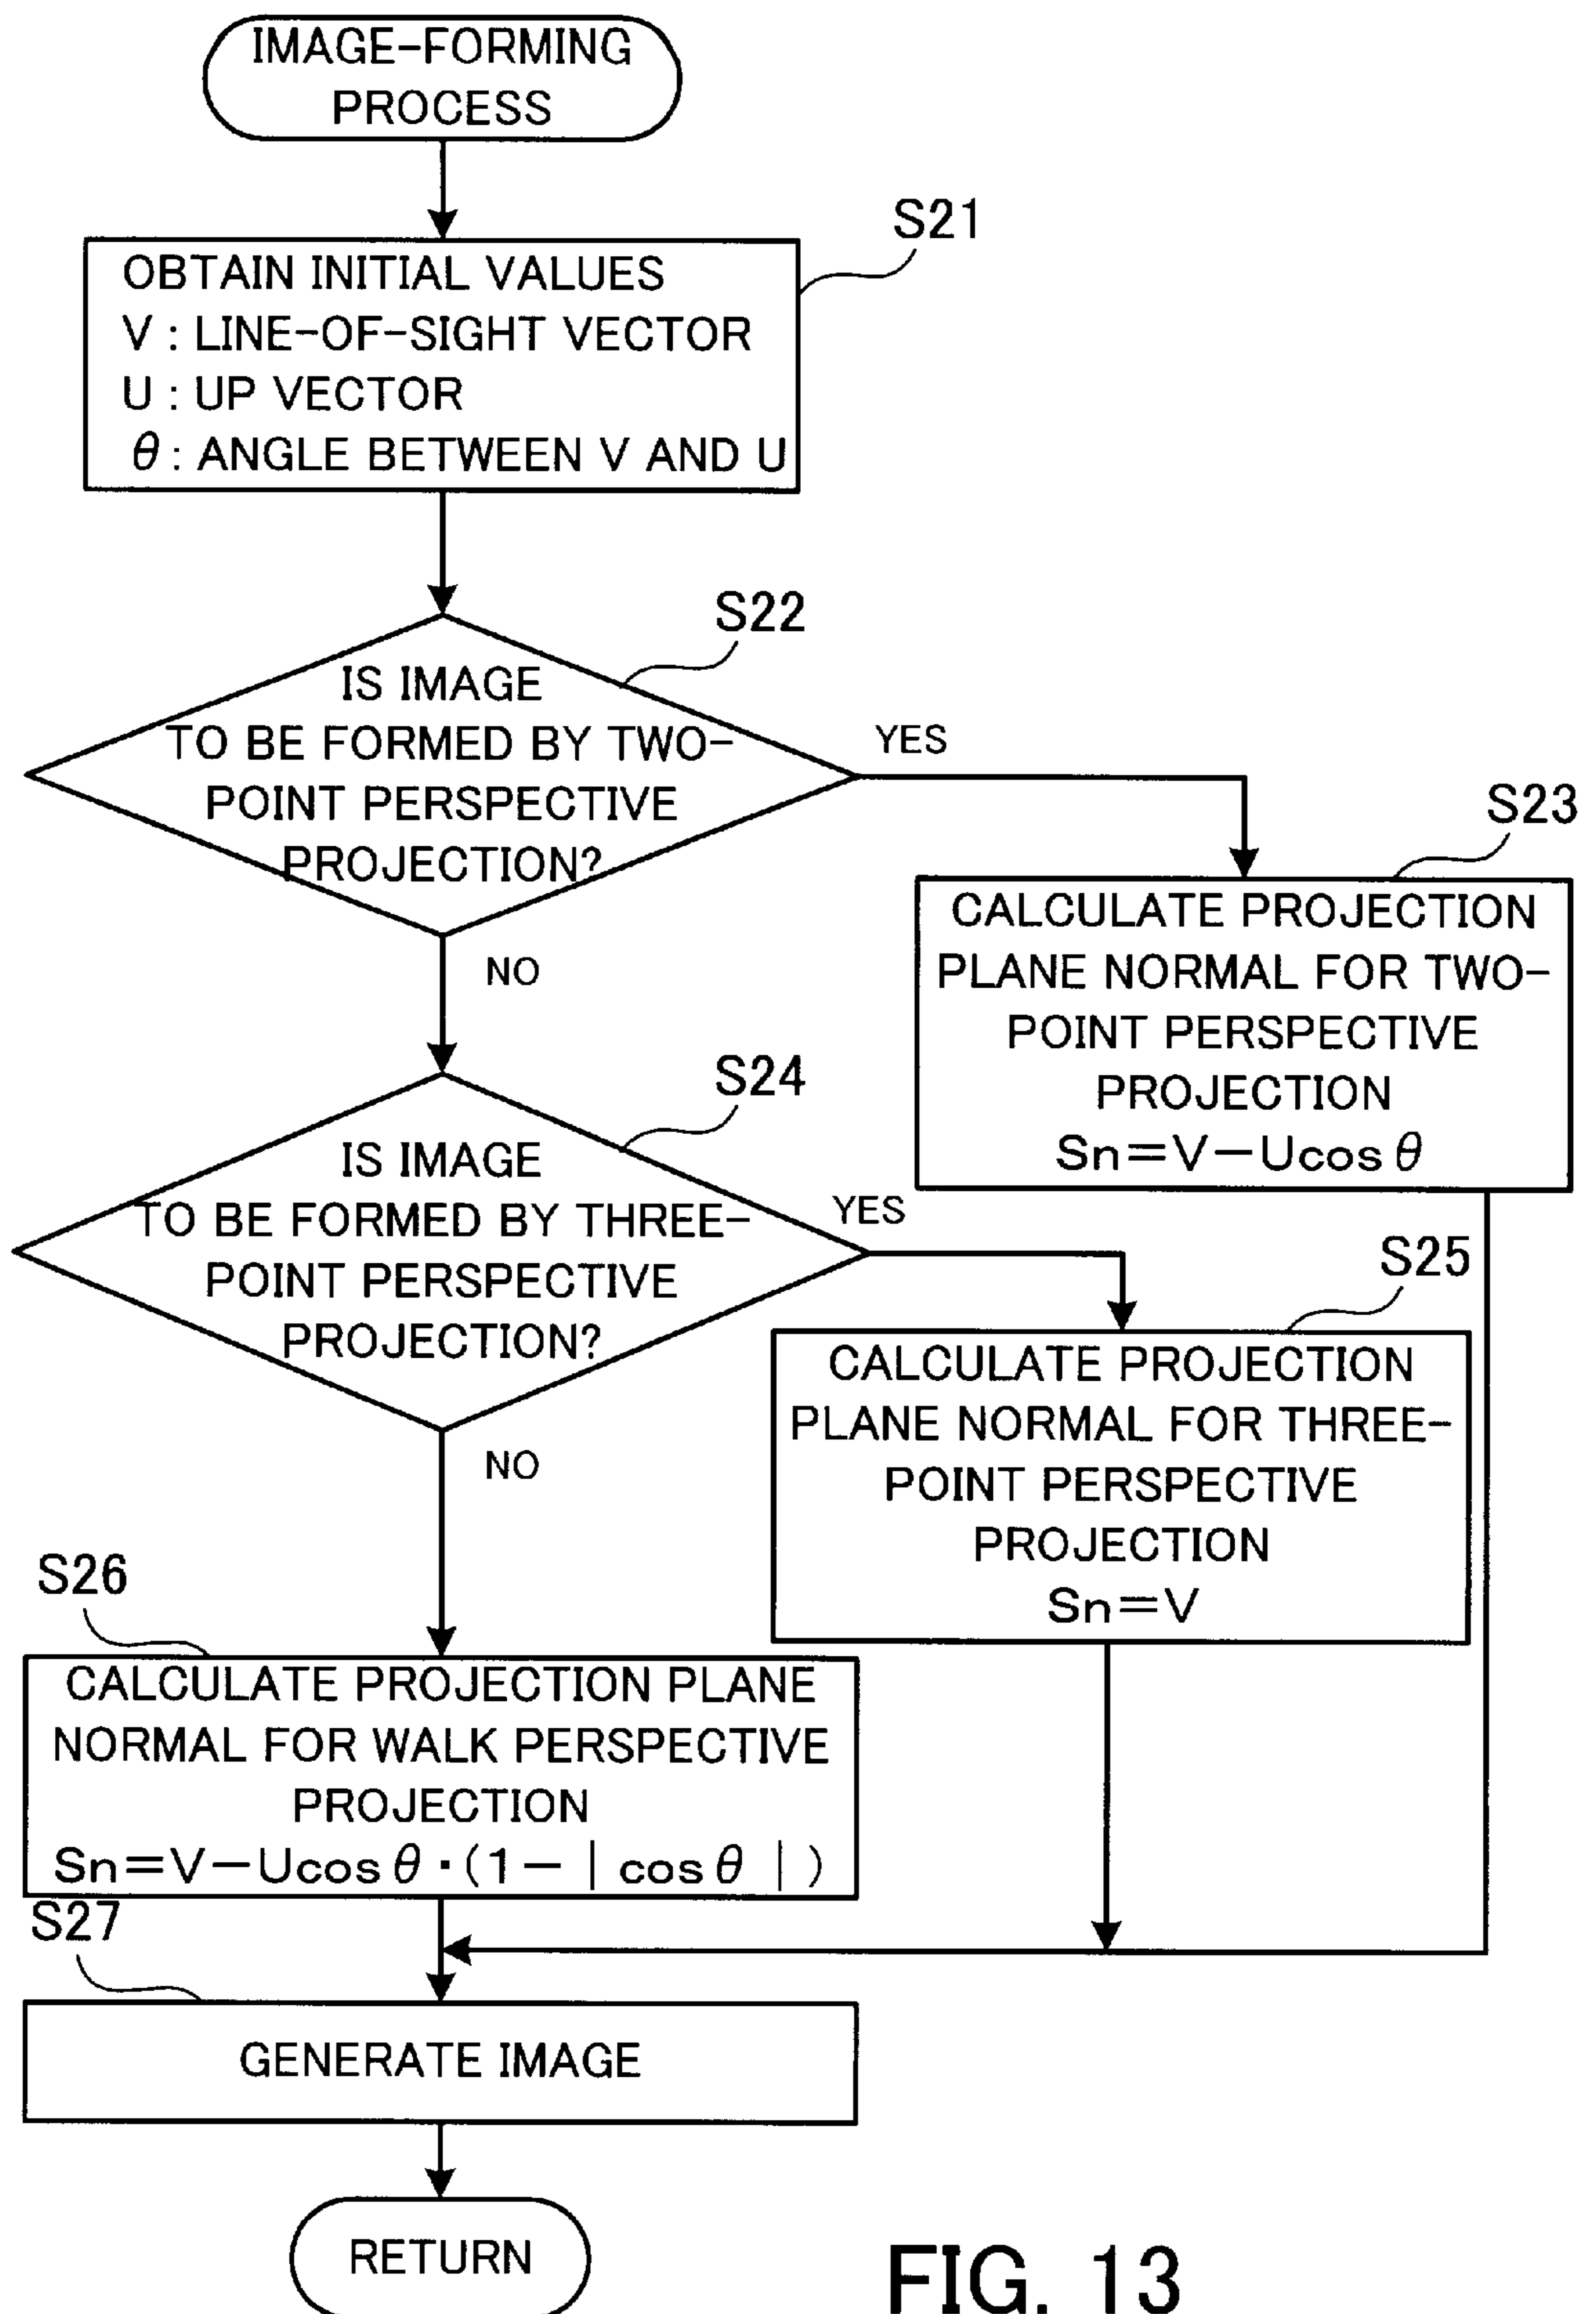 IMAGE-FORMING
PROCESS
S21
OBTAIN INITIAL VALUES
V : LINE-OF-SIGHT VECTOR
U : UP VECTOR
θ : ANGLE BETWEEN V AND U
S22
IS IMAGE
TO BE FORMED BY TWO-
POINT PERSPECTIVE
PROJECTION?
YES
NO
S23
CALCULATE PROJECTION
PLANE NORMAL FOR TWO-
POINT PERSPECTIVE
PROJECTION
Sn=V-Ucos θ
S24
IS IMAGE
TO BE FORMED BY THREE-
POINT PERSPECTIVE
PROJECTION?
YES
NO
S25
CALCULATE PROJECTION
PLANE NORMAL FOR THREE-
POINT PERSPECTIVE
PROJECTION
Sn=V
S26
CALCULATE PROJECTION PLANE
NORMAL FOR WALK PERSPECTIVE
PROJECTION
Sn=V-Ucos θ・(1-| cos θ |)
S27
GENERATE IMAGE
RETURN
FIG. 13